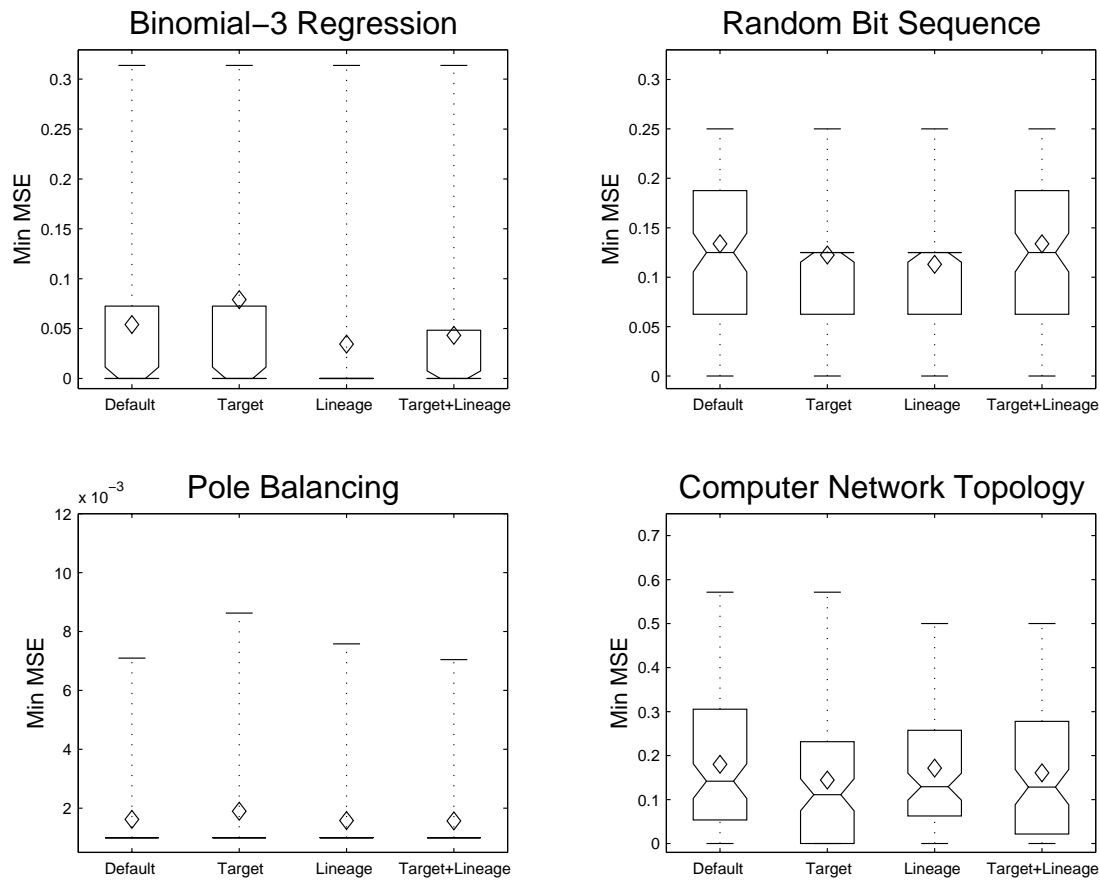 Binomial−3 Regression
Min MSE
0.3
0.25
0.2
0.15
0.1
0.05
0
Default Target Lineage Target+Lineage
Random Bit Sequence
Min MSE
0.3
0.25
0.2
0.15
0.1
0.05
0
Default Target Lineage Target+Lineage
Pole Balancing
x 10−3
Min MSE
12
10
8
6
4
2
Default Target Lineage Target+Lineage
Computer Network Topology
Min MSE
0.7
0.6
0.5
0.4
0.3
0.2
0.1
0
Default Target Lineage Target+Lineage